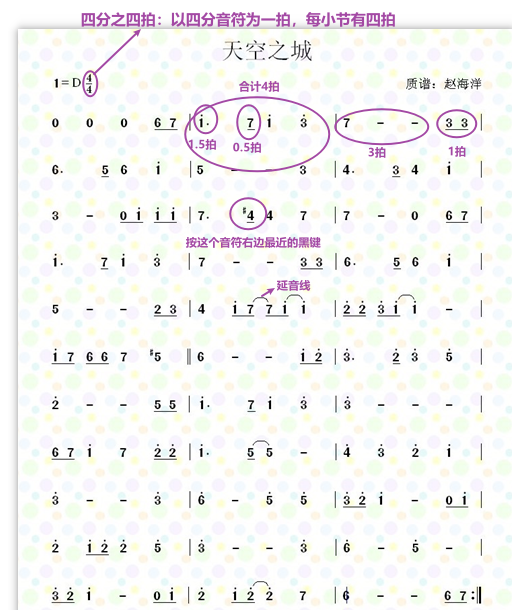 四分之四拍：以四分音符为一拍，每小节有四拍
天空之城
1=D 4/4
质谱：赵海洋
合计4拍
0 0 0 6 7 | i· 7 i 3 | 7 - - 3 3 |
1.5拍 0.5拍 3拍 1拍
6· 5 6 i | 5 - - 3 | 4· 3 4 i |
3 - 0 i i i | 7· #4 4 7 | 7 - 0 6 7 |
按这个音符右边最近的黑键
i· 7 i 3 | 7 - - 3 3 | 6· 5 6 i |
延音线
5 - - 2 3 | 4 i 7 7 i i | 2 2 3 i i - |
i 7 6 6 7 #5 || 6 - - i 2 | 3· 2 3 5 |
2 - - 5 5 | i· 7 i 3 | 3 - - - |
6 7 i 7 2 2 | i· 5 5 - | 4 3 2 i |
3 - - 3 | 6 - 5 5 | 3 2 i - 0 i |
2 i 2 2 5 | 3 - - 3 | 6 - 5 - |
3 2 i - 0 i | 2 i 2 2 7 | 6 - - 6 7 :||